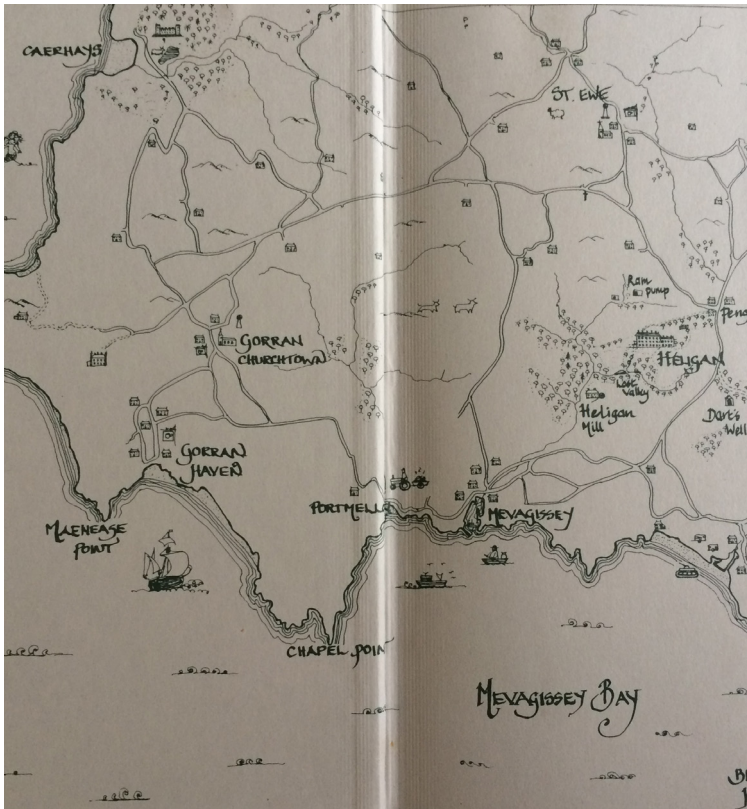 CAERHAYS
ST. EWE
Ram
pump
Peng
HELIGAN
Lost
Valley
Heligan
Mill
Dart's
Well
GORRAN
CHURCHTOWN
GORRAN
HAVEN
PORTMELL
MEVAGISSEY
MAENEASE
POINT
CHAPEL POIN
MEVAGISSEY BAY